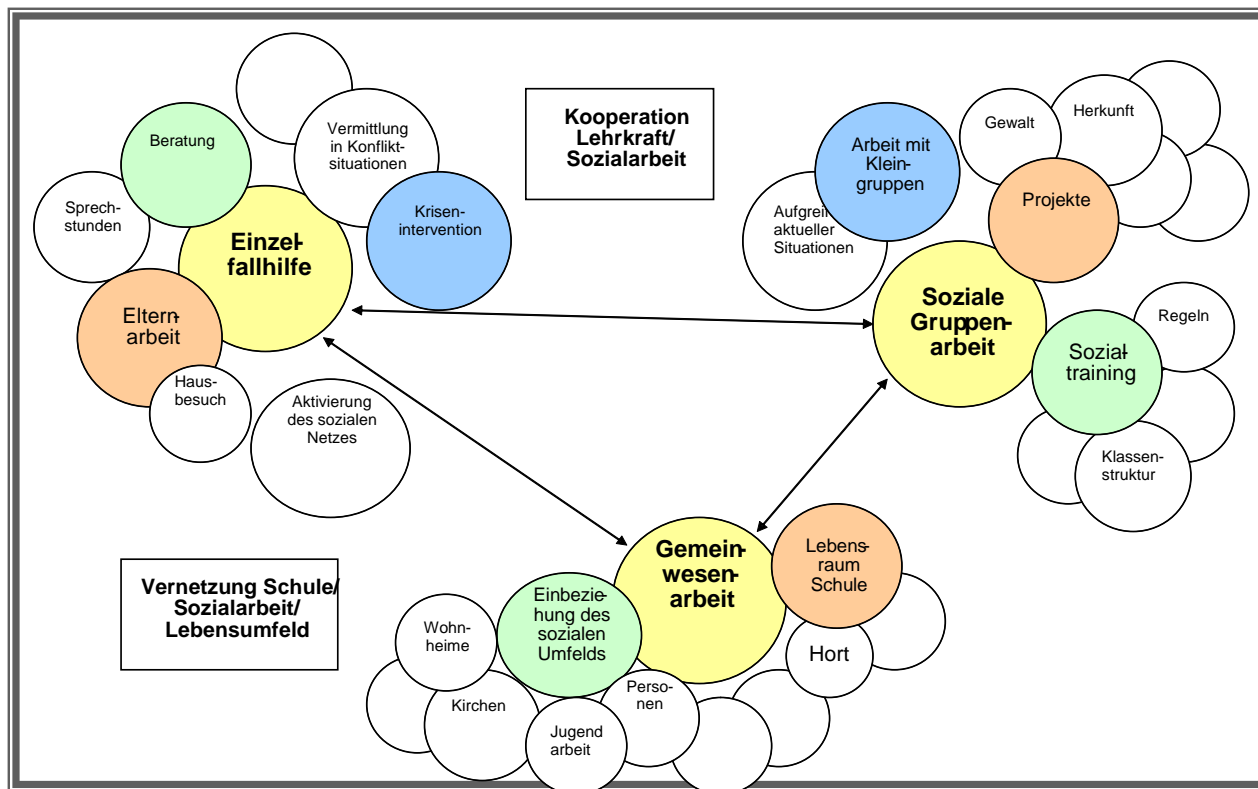 Kooperation
Lehrkraft/
Sozialarbeit
Beratung
Vermittlung
in Konflikt-
situationen
Sprech-
stunden
Einzel-
fallhilfe
Krisen-
intervention
Eltern-
arbeit
Haus-
besuch
Aktivierung
des sozialen
Netzes
Gewalt
Herkunft
Arbeit mit
Klein-
gruppen
Projekte
aktueller
Situationen
Soziale
Gruppen-
arbeit
Regeln
Sozial-
training
Klassen-
struktur
Vernetzung Schule/
Sozialarbeit/
Lebensumfeld
Gemein-
wesen-
arbeit
Lebens-
raum
Schule
Einbezie-
hung des
sozialen
Umfelds
Wohn-
heime
Hort
Kirchen
Perso-
nen
Jugend
arbeit